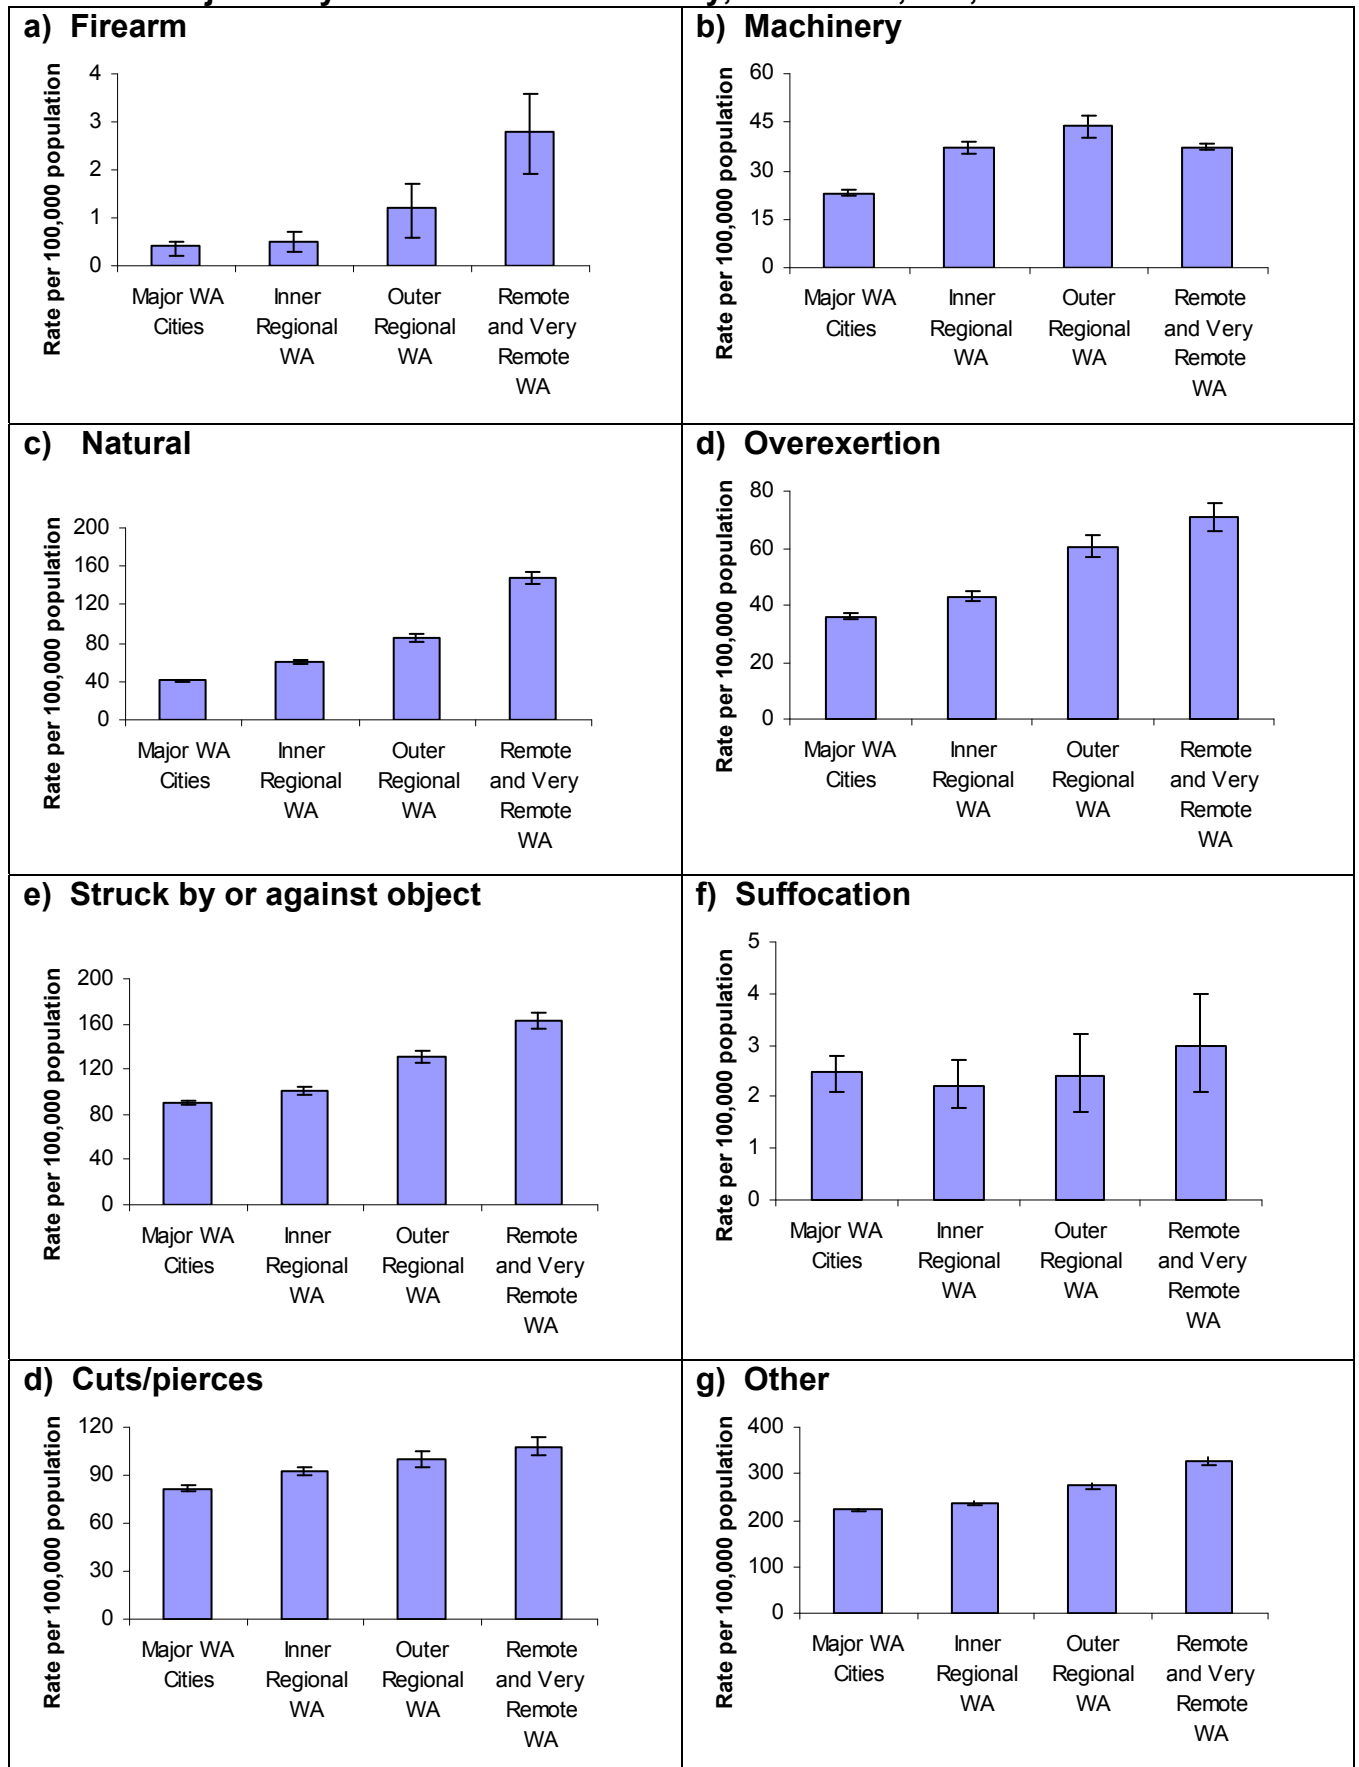 a) Firearm
Rate per 100,000 population
4
3
2
1
0
Major WA Cities
Inner Regional WA
Outer Regional WA
Remote and Very Remote WA
b) Machinery
Rate per 100,000 population
60
45
30
15
0
Major WA Cities
Inner Regional WA
Outer Regional WA
Remote and Very Remote WA
c) Natural
Rate per 100,000 population
200
160
120
80
40
0
Major WA Cities
Inner Regional WA
Outer Regional WA
Remote and Very Remote WA
d) Overexertion
Rate per 100,000 population
80
60
40
20
0
Major WA Cities
Inner Regional WA
Outer Regional WA
Remote and Very Remote WA
e) Struck by or against object
Rate per 100,000 population
200
160
120
80
40
0
Major WA Cities
Inner Regional WA
Outer Regional WA
Remote and Very Remote WA
f) Suffocation
Rate per 100,000 population
5
4
3
2
1
0
Major WA Cities
Inner Regional WA
Outer Regional WA
Remote and Very Remote WA
d) Cuts/pierces
Rate per 100,000 population
120
90
60
30
0
Major WA Cities
Inner Regional WA
Outer Regional WA
Remote and Very Remote WA
g) Other
Rate per 100,000 population
400
300
200
100
0
Major WA Cities
Inner Regional WA
Outer Regional WA
Remote and Very Remote WA